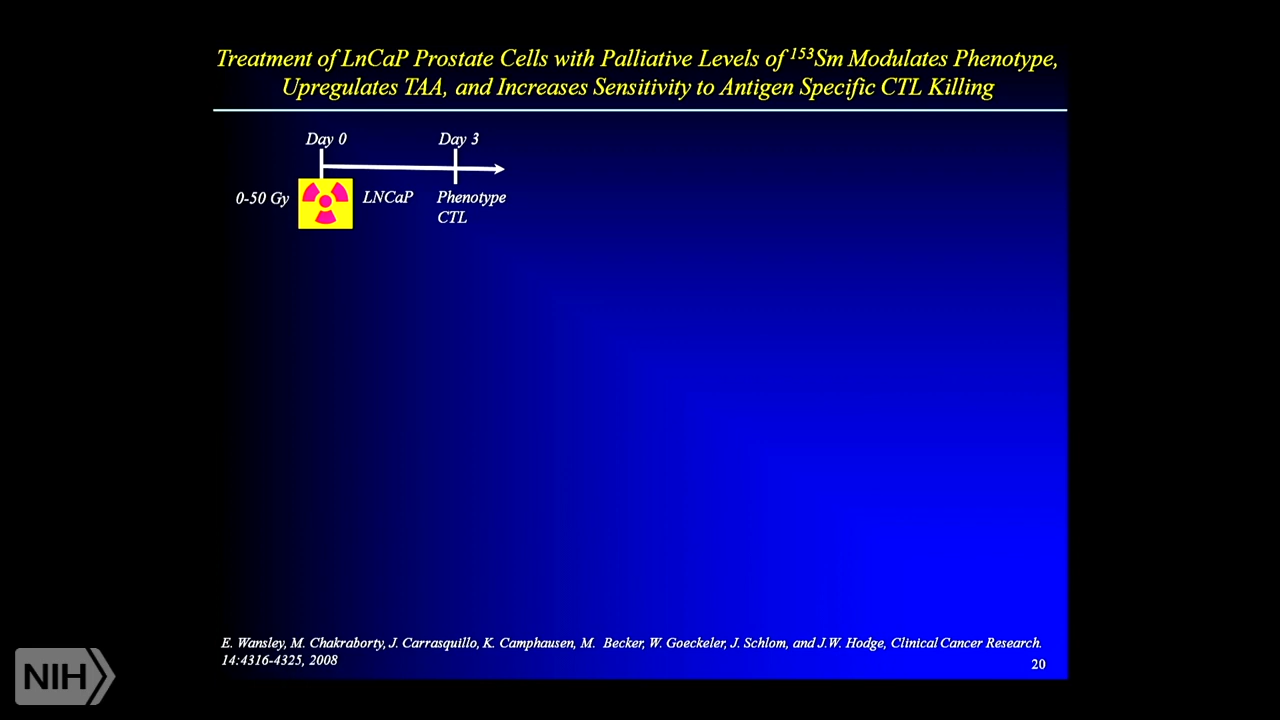 Treatment of LnCaP Prostate Cells with Palliative Levels of ¹⁵³Sm Modulates Phenotype,
Upregulates TAA, and Increases Sensitivity to Antigen Specific CTL Killing
Day 0
Day 3
0-50 Gy
LNCaP
Phenotype
CTL
E. Wansley, M. Chakraborty, J. Carrasquillo, K. Camphausen, M. Becker, W. Goeckeler, J. Schlom, and J.W. Hodge, Clinical Cancer Research.
14:4316-4325, 2008
20
NIH